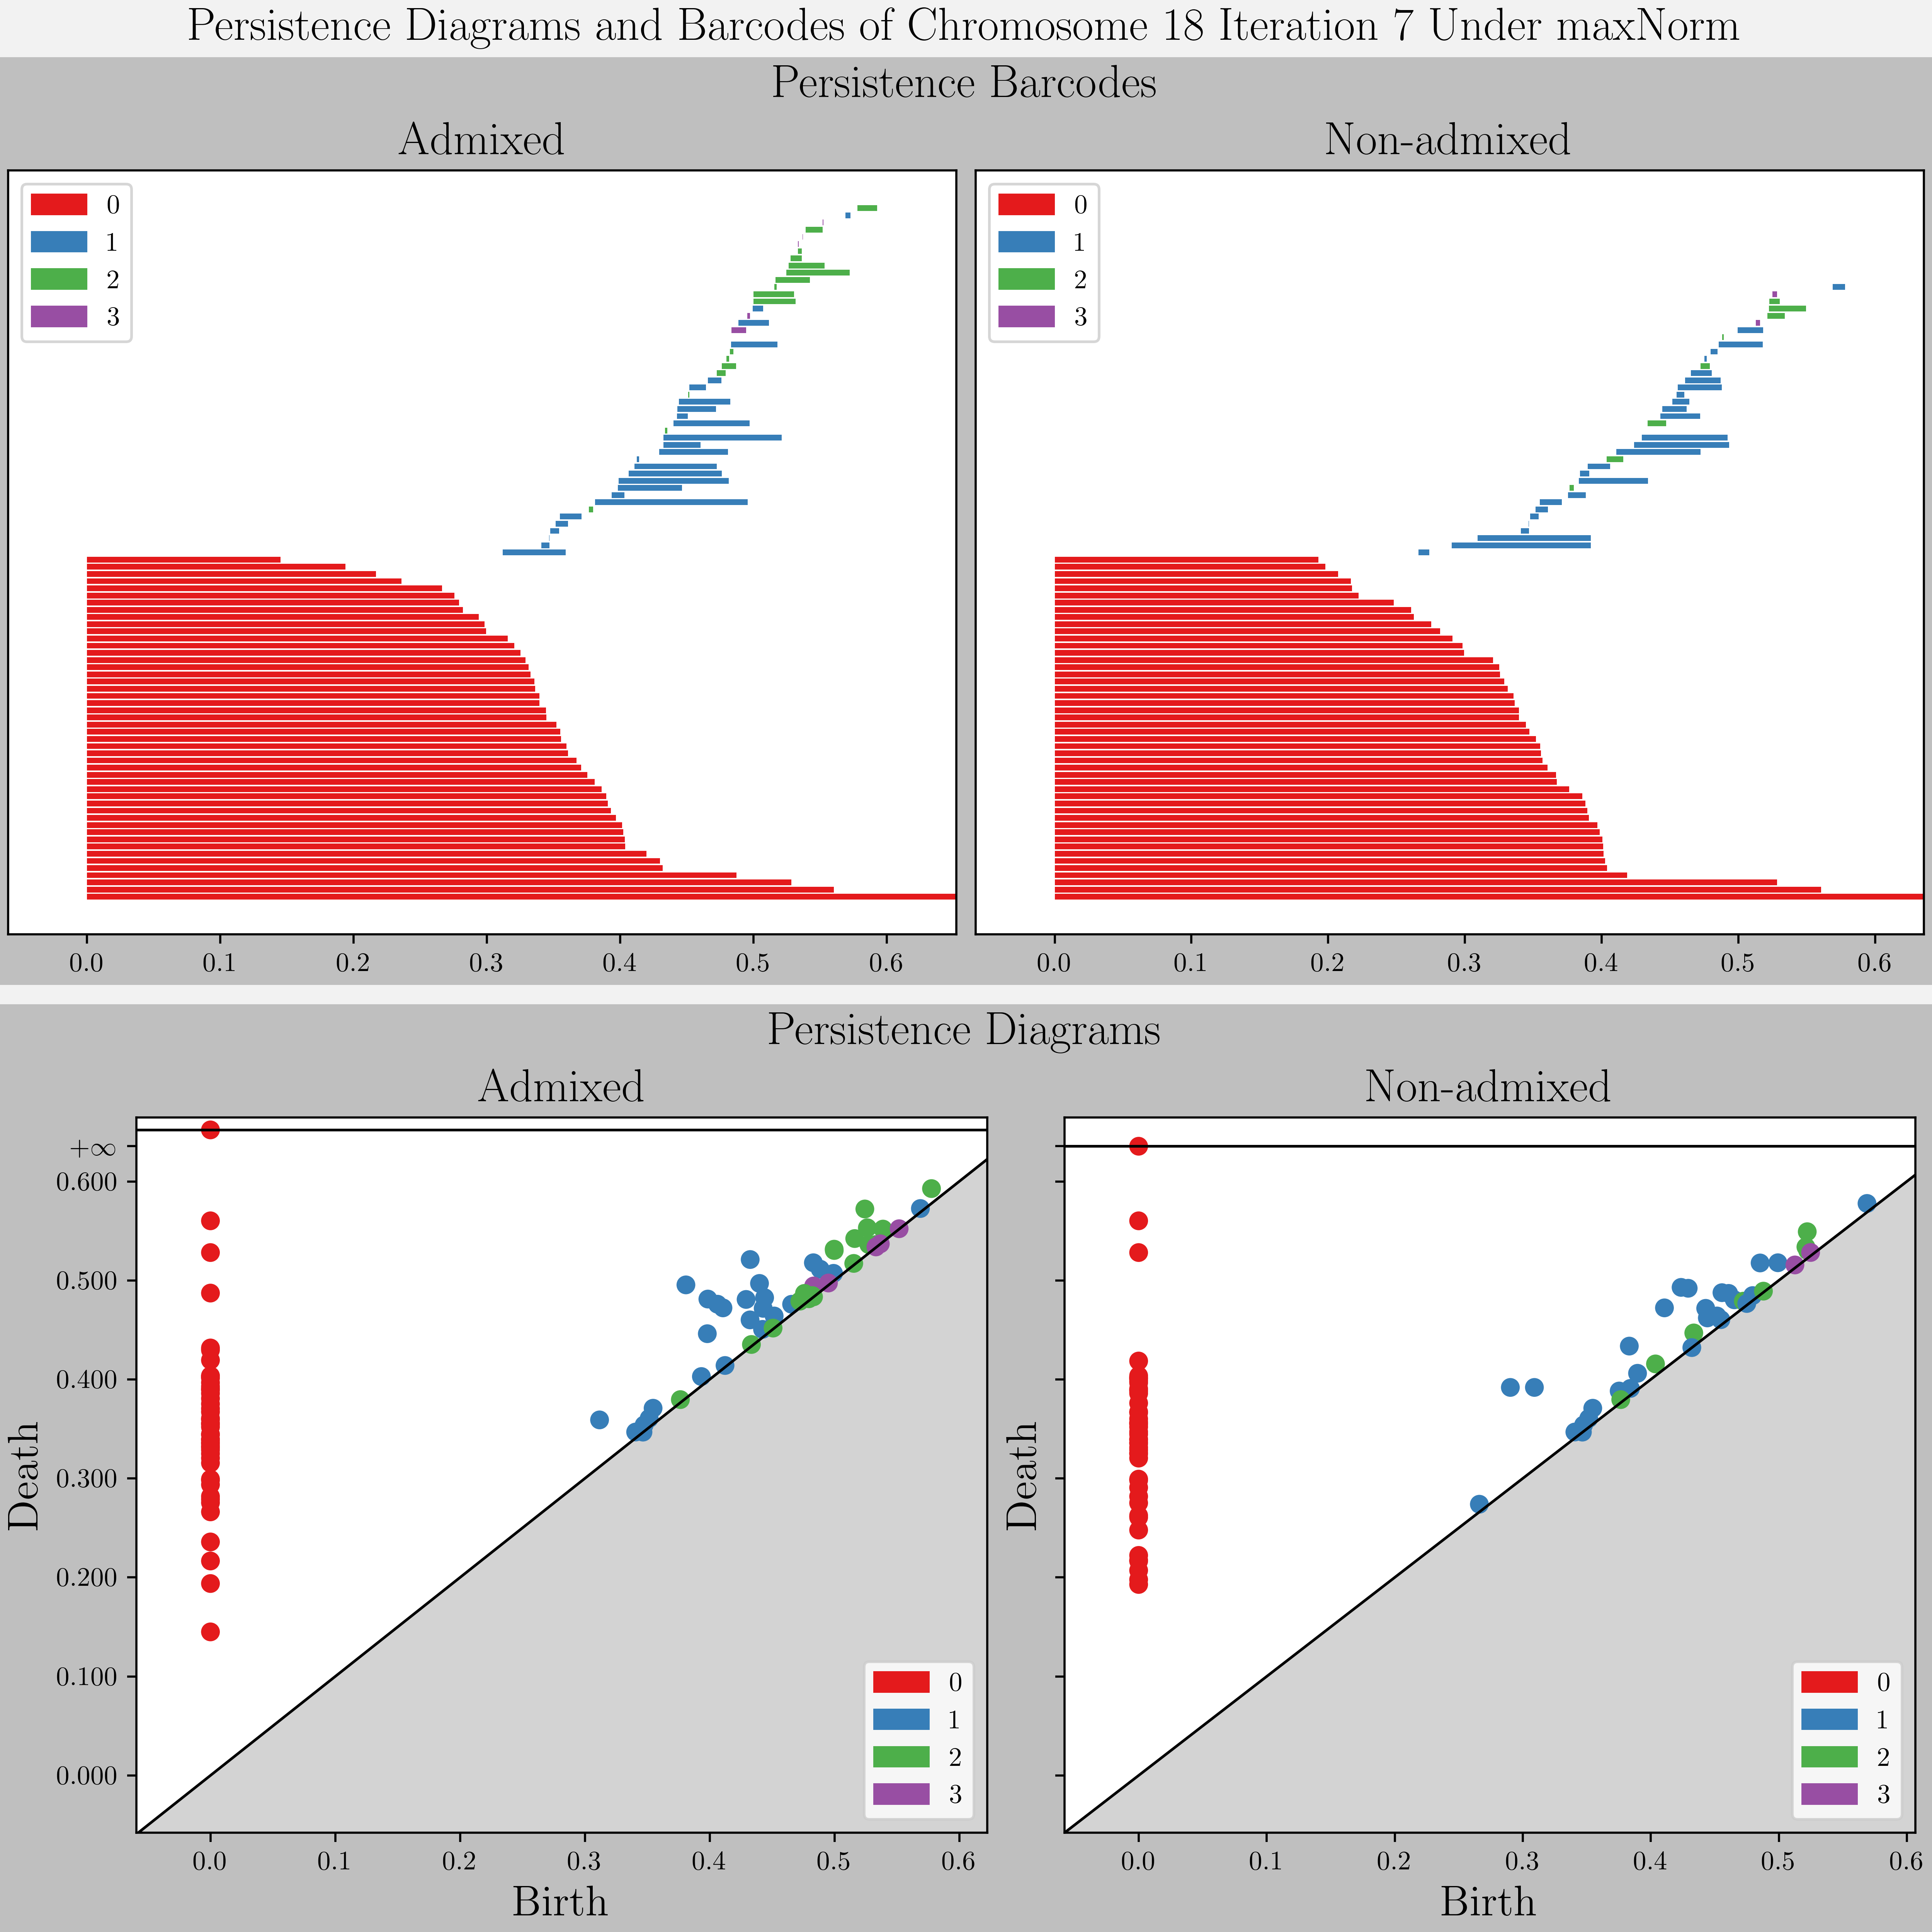 Persistence Diagrams and Barcodes of Chromosome 18 Iteration 7 Under maxNorm
Persistence Barcodes
Admixed
0
1
2
3
0.0 0.1 0.2 0.3 0.4 0.5 0.6
Non-admixed
0
1
2
3
0.0 0.1 0.2 0.3 0.4 0.5 0.6
Persistence Diagrams
Admixed
Death
+∞
0.600
0.500
0.400
0.300
0.200
0.100
0.000
0
1
2
3
0.0 0.1 0.2 0.3 0.4 0.5 0.6
Birth
Non-admixed
Death
0
1
2
3
0.0 0.1 0.2 0.3 0.4 0.5 0.6
Birth